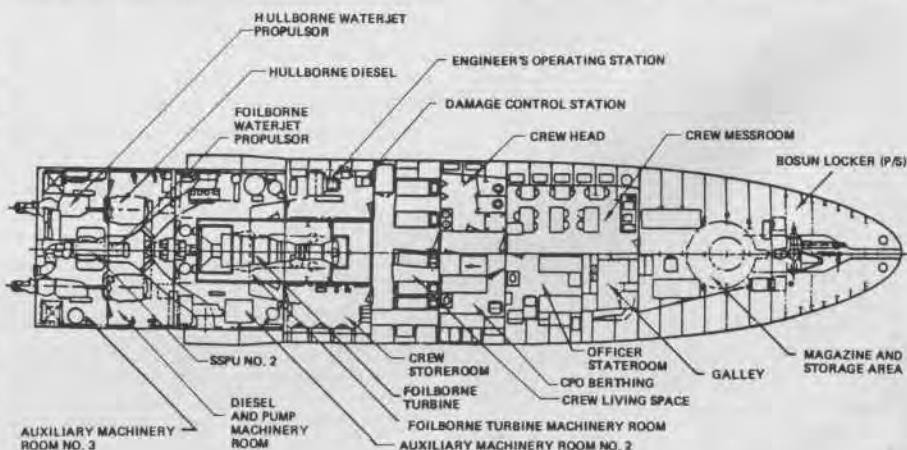 HULLBORNE WATERJET
PROPULSOR
HULLBORNE DIESEL
FOILBORNE
WATERJET
PROPULSOR
ENGINEER'S OPERATING STATION
DAMAGE CONTROL STATION
CREW HEAD
CREW MESSROOM
BOSUN LOCKER (P/S)
SSPU NO. 2
CREW
STOREROOM
OFFICER
STATEROOM
MAGAZINE AND
STORAGE AREA
GALLEY
CPO BERTHING
CREW LIVING SPACE
FOILBORNE
TURBINE
DIESEL
AND PUMP
MACHINERY
ROOM
FOILBORNE TURBINE MACHINERY ROOM
AUXILIARY MACHINERY
ROOM NO. 3
AUXILIARY MACHINERY ROOM NO. 2